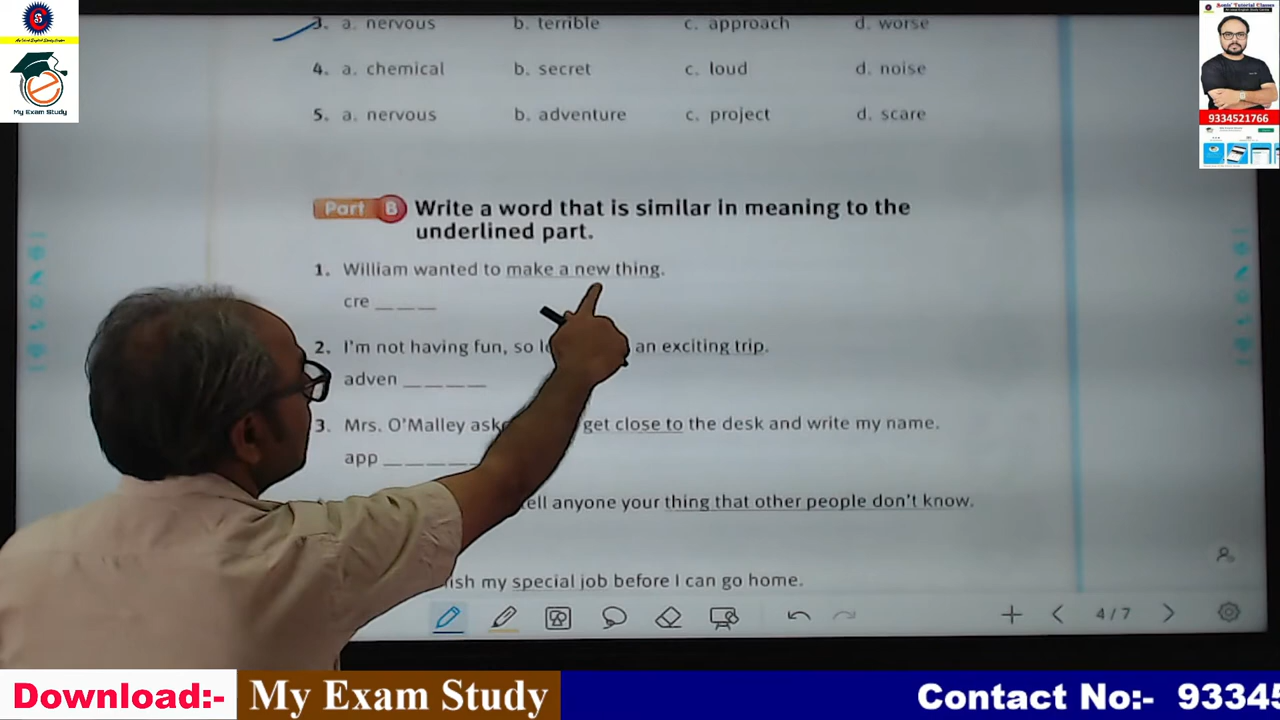 3. a. nervous b. terrible c. approach d. worse
4. a. chemical b. secret c. loud d. noise
5. a. nervous b. adventure c. project d. scare
Part B Write a word that is similar in meaning to the
underlined part.
1. William wanted to make a new thing.
cre _ _ _
2. I'm not having fun, so an exciting trip.
adven _ _ _ _
3. Mrs. O'Malley ask get close to the desk and write my name.
app _ _ _ _
tell anyone your thing that other people don't know.
ish my special job before I can go home.
4/7
My Exam Study
Sonic' Tutorial Classes
9334521766
Download:- My Exam Study Contact No:- 93345